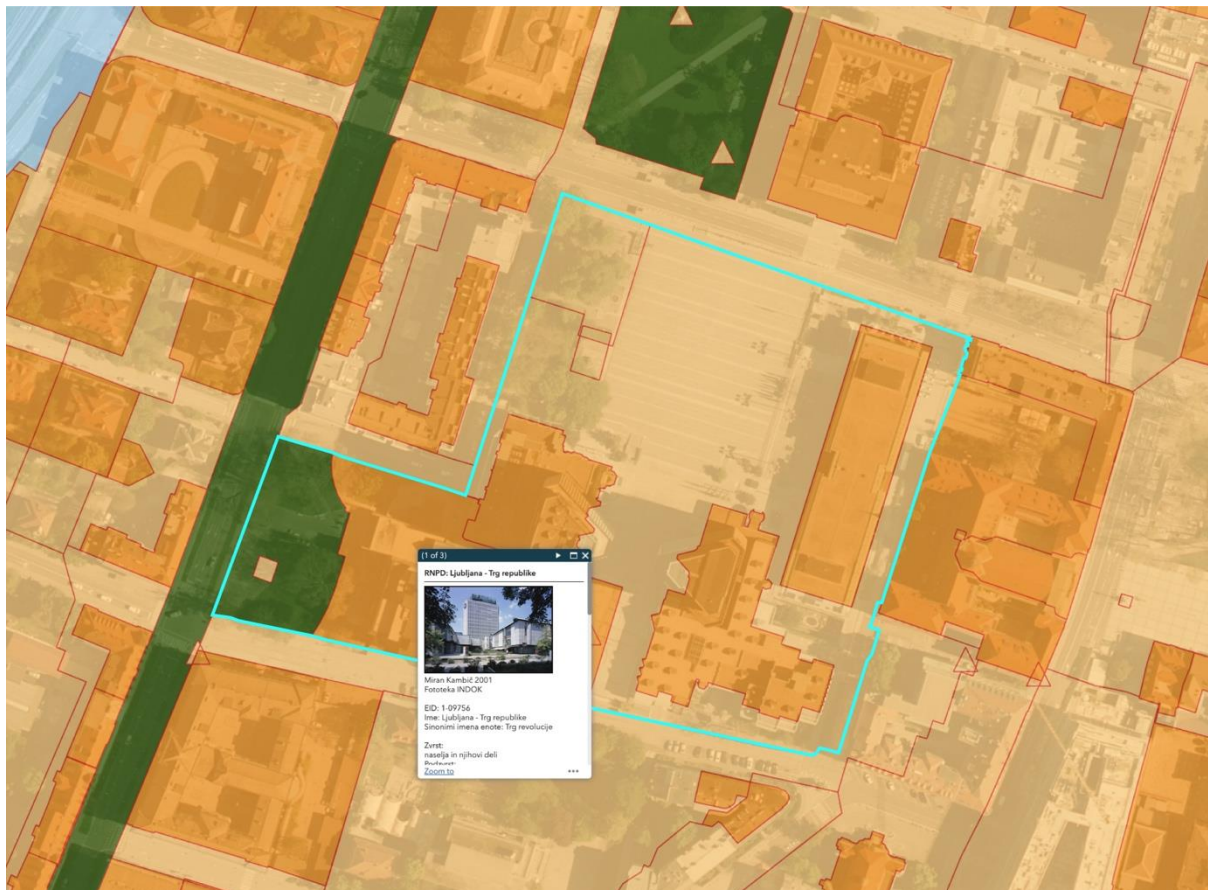 (1 of 3)
RNPD: Ljubljana - Trg republike
Miran Kambič 2001
Fototeka INDOK
EID: 1-09756
Ime: Ljubljana - Trg republike
Sinonimi imena enote: Trg revolucije
Zvrst:
naselja in njihovi deli
Podzvrst:
Zoom to